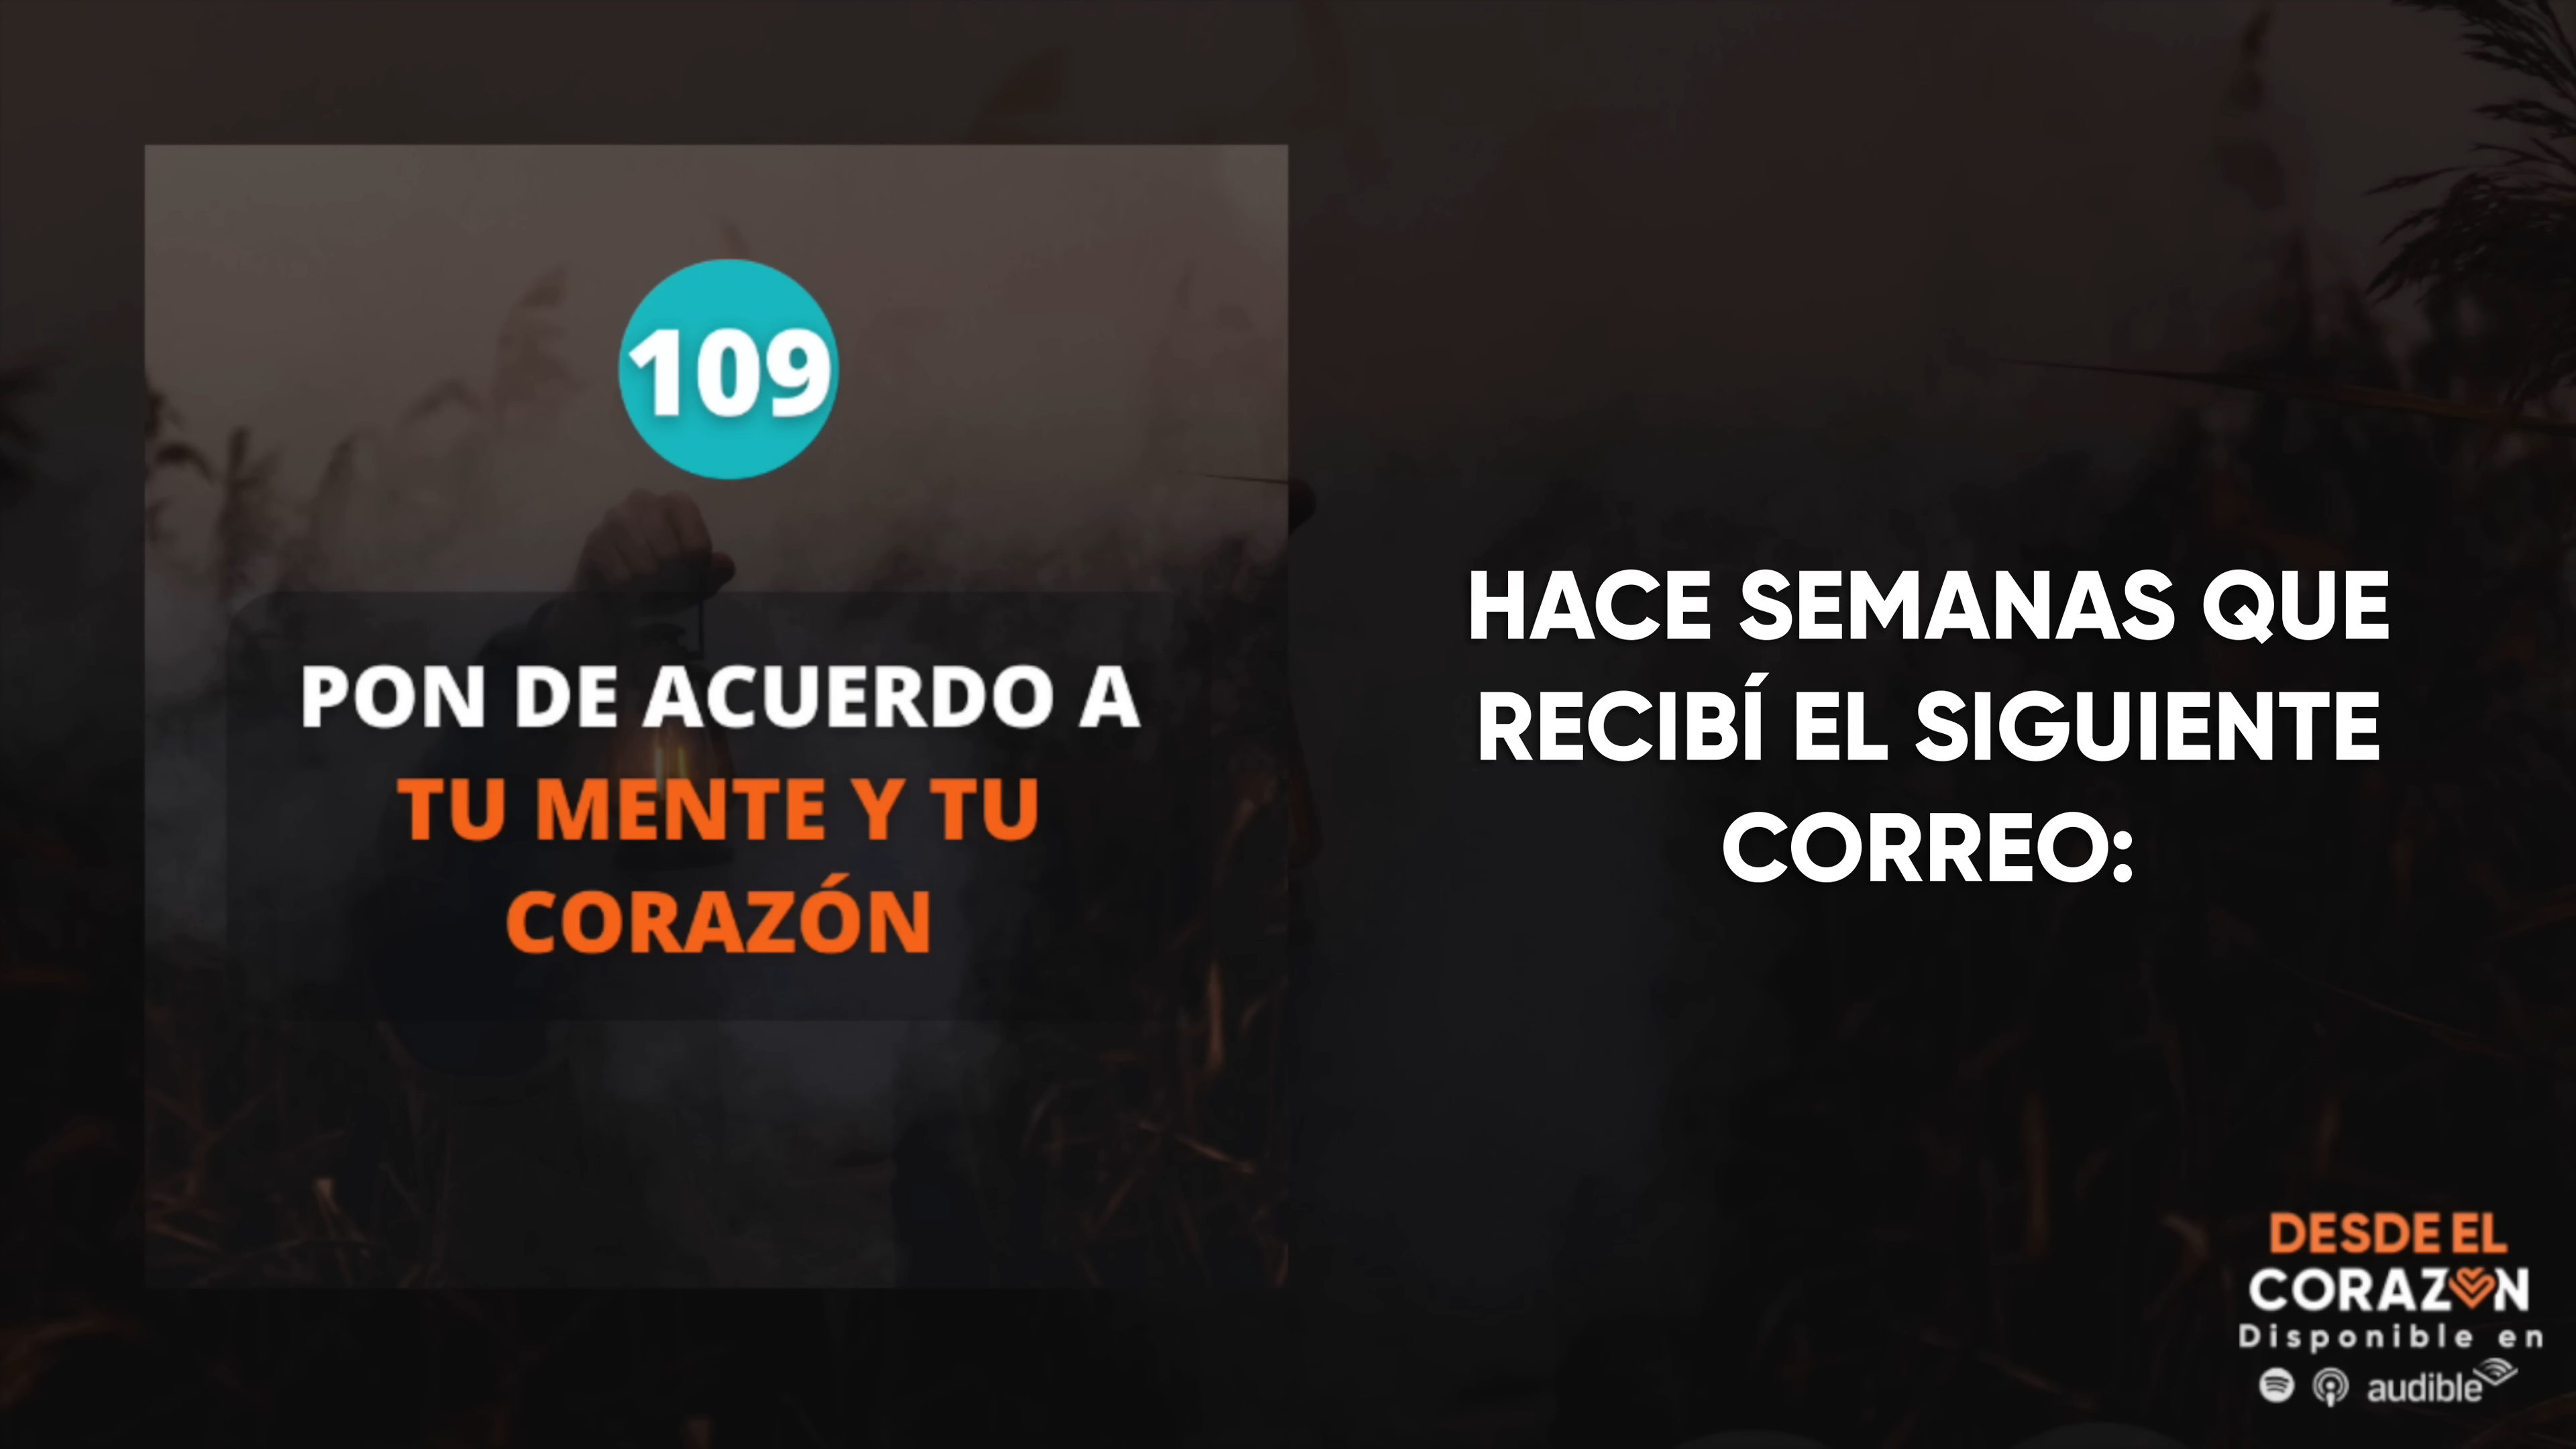 109
PON DE ACUERDO A
TU MENTE Y TU
CORAZÓN
HACE SEMANAS QUE
RECIBÍ EL SIGUIENTE
CORREO:
DESDE EL
CORAZÓN
Disponible en
audible